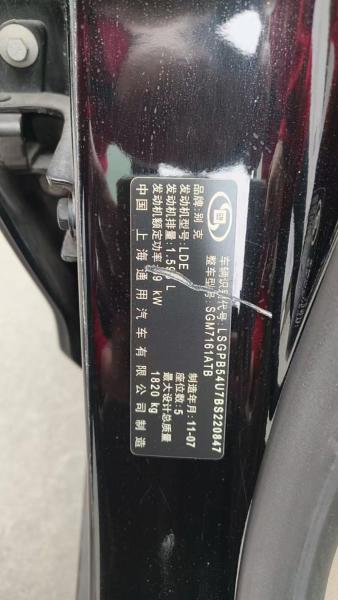 品牌:别克
发动机型号:LDE
发动机排量:1.59 L
发动机额定功率: 9 kW
中国 上海通用汽车有限公司制造
车辆识别代号:LSGPB54U7BS220847
整车型号:SGM7161ATB
制造年月:11-07
座位数:5
最大设计总质量
1820 kg